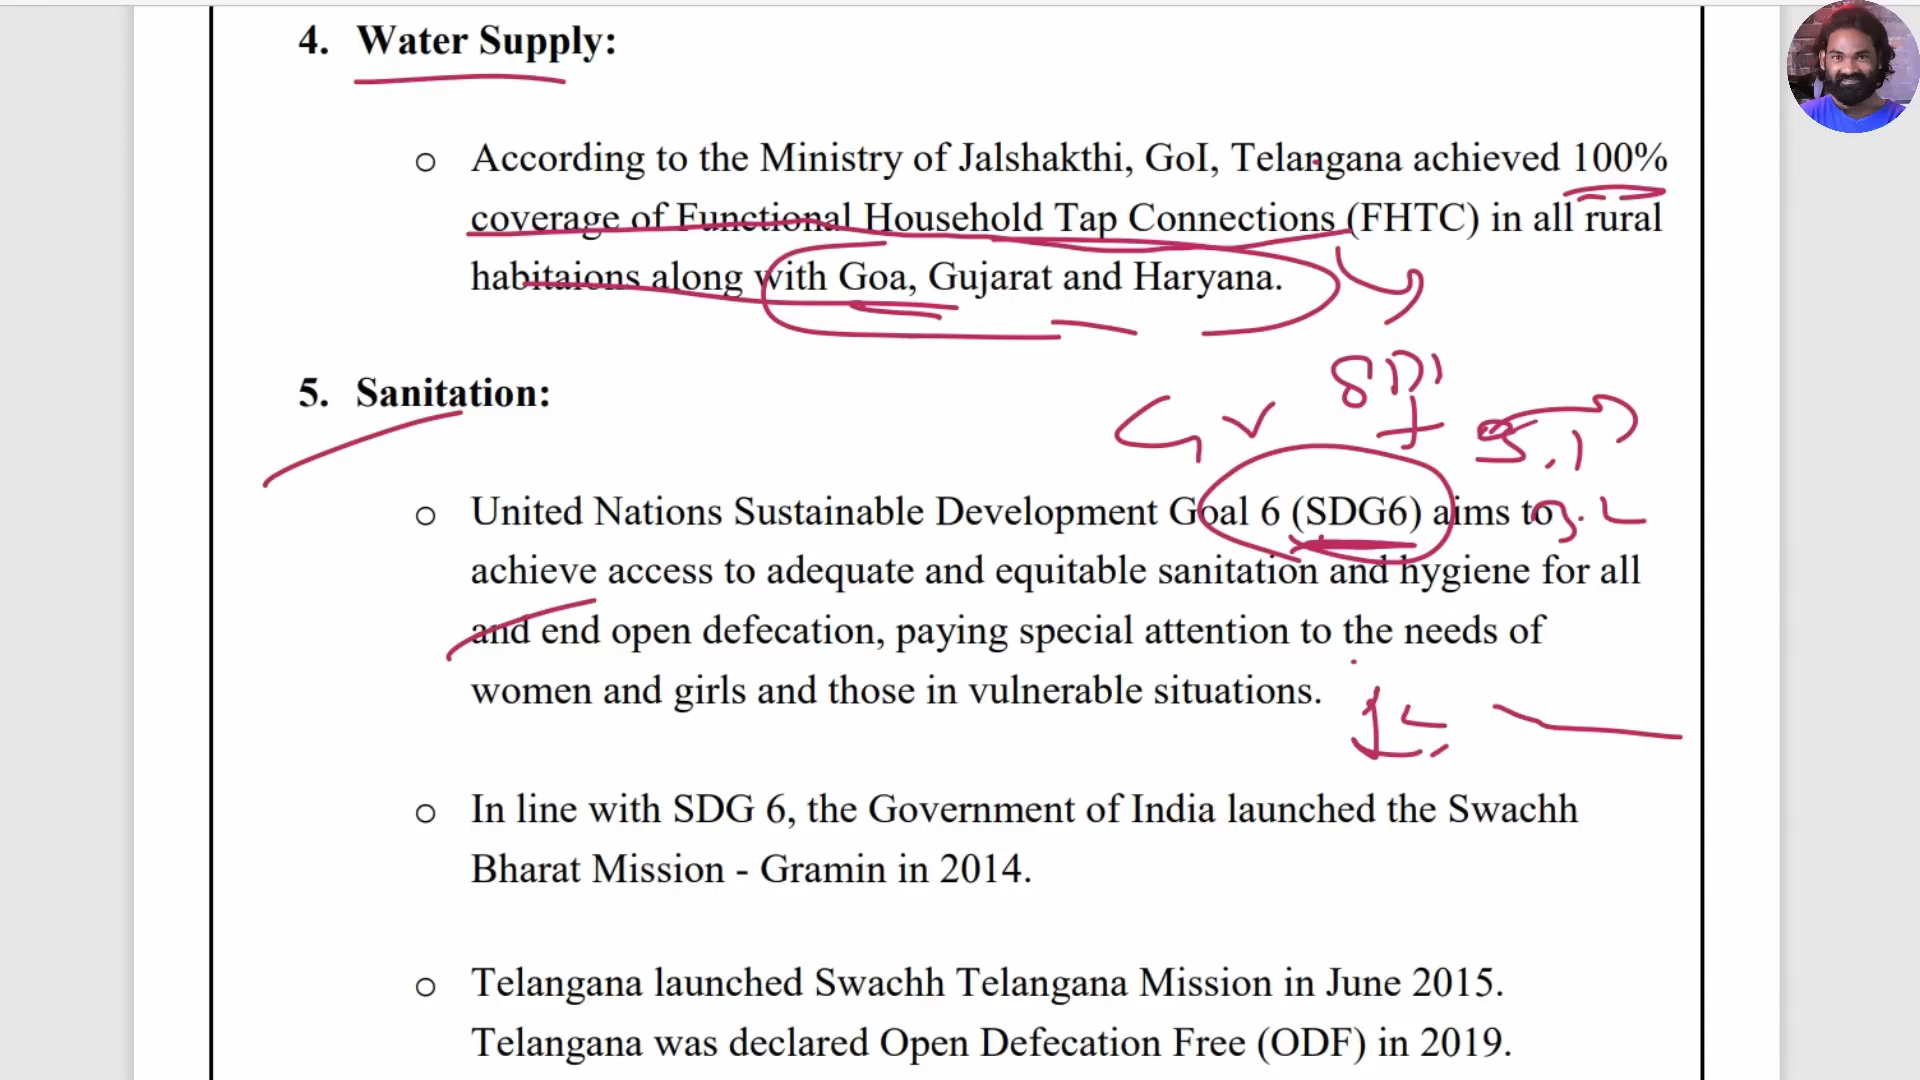 4. Water Supply:
o According to the Ministry of Jalshakthi, GoI, Telangana achieved 100%
coverage of Functional Household Tap Connections (FHTC) in all rural
habitaions along with Goa, Gujarat and Haryana.
5. Sanitation:
o United Nations Sustainable Development Goal 6 (SDG6) aims to
achieve access to adequate and equitable sanitation and hygiene for all
and end open defecation, paying special attention to the needs of
women and girls and those in vulnerable situations.
o In line with SDG 6, the Government of India launched the Swachh
Bharat Mission - Gramin in 2014.
o Telangana launched Swachh Telangana Mission in June 2015.
Telangana was declared Open Defecation Free (ODF) in 2019.